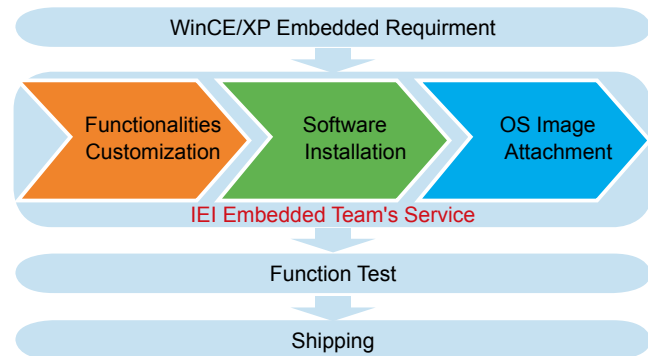 WinCE/XP Embedded Requirment
Functionalities
Customization
Software
Installation
OS Image
Attachment
IEI Embedded Team's Service
Function Test
Shipping